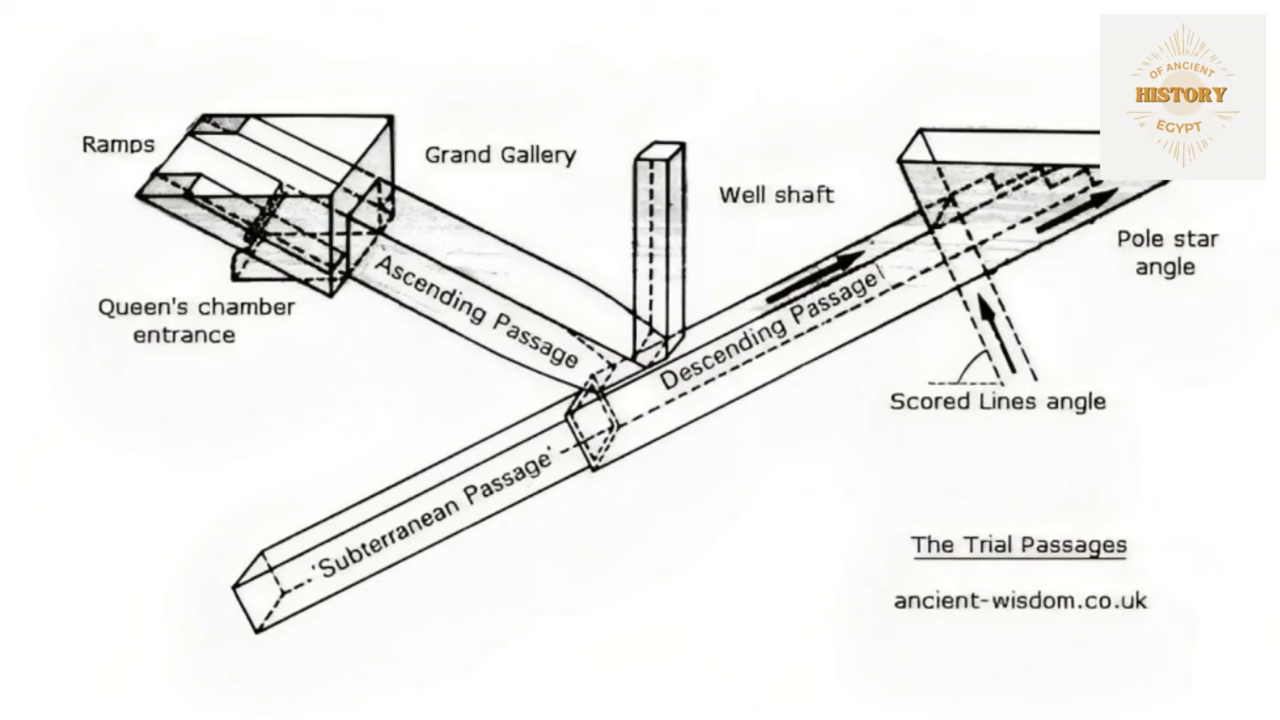 OF ANCIENT
HISTORY
EGYPT
Ramps
Grand Gallery
Well shaft
Pole star
angle
Ascending Passage
Descending Passage'
Queen's chamber
entrance
Scored Lines angle
'Subterranean Passage'
The Trial Passages
ancient-wisdom.co.uk